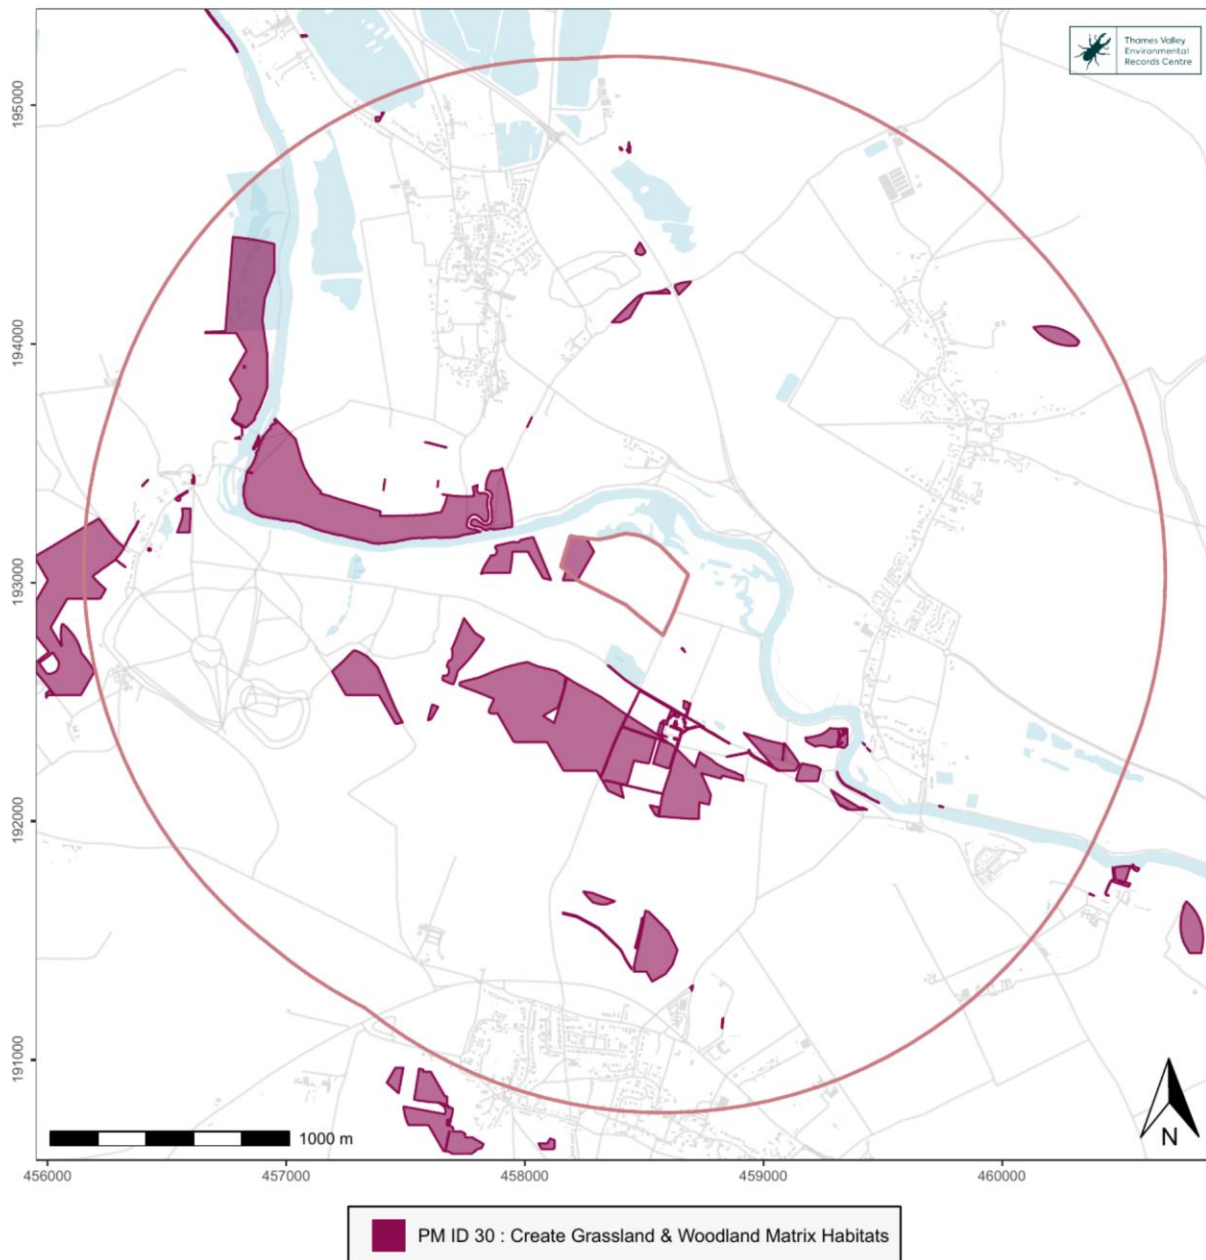 Thames Valley
Environmental
Records Centre
195000
194000
193000
192000
191000
1000 m
N
456000
457000
458000
459000
460000
PM ID 30 : Create Grassland & Woodland Matrix Habitats